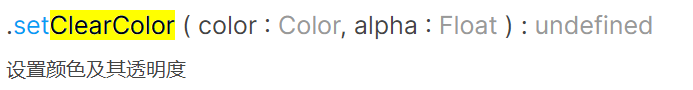 .setClearColor ( color : Color, alpha : Float ) : undefined
设置颜色及其透明度